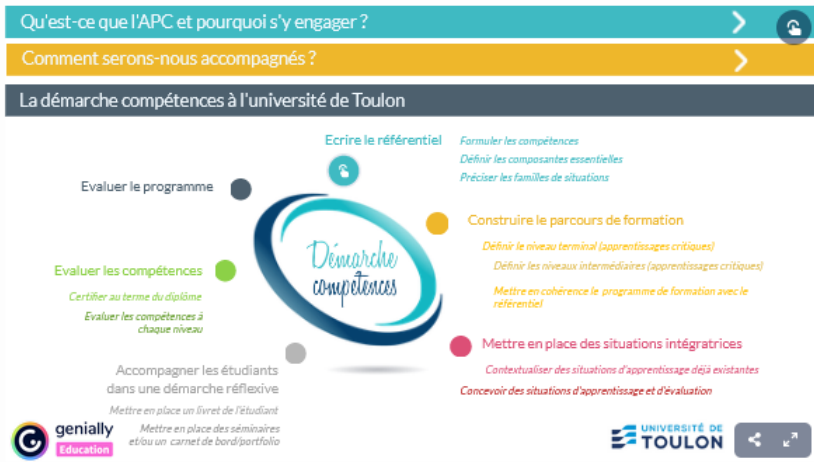 Qu'est-ce que l'APC et pourquoi s'y engager ?
Comment serons-nous accompagnés ?
La démarche compétences à l'université de Toulon
Ecrire le référentiel
Formuler les compétences
Définir les composantes essentielles
Préciser les familles de situations
Evaluer le programme
Construire le parcours de formation
Définir le niveau terminal (apprentissages critiques)
Définir les niveaux intermédiaires (apprentissages critiques)
Mettre en cohérence le programme de formation avec le
référentiel
Démarche
compétences
Evaluer les compétences
Certifier au terme du diplôme
Evaluer les compétences à
chaque niveau
Mettre en place des situations intégratrices
Contextualiser des situations d'apprentissage déjà existantes
Concevoir des situations d'apprentissage et d'évaluation
Accompagner les étudiants
dans une démarche réflexive
Mettre en place un livret de l'étudiant
Mettre en place des séminaires
et/ou un carnet de bord/portfolio
genially
Education
UNIVERSITÉ DE
TOULON